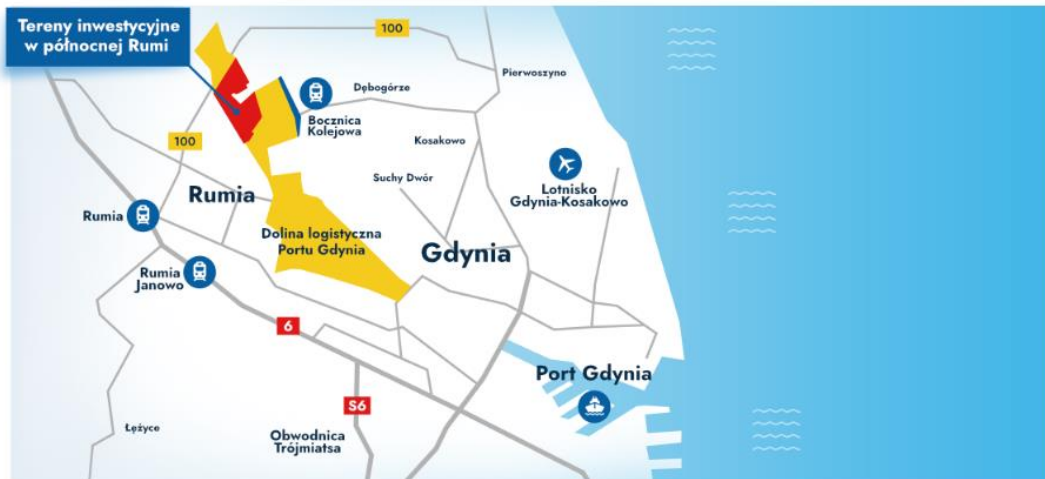 Tereny inwestycyjne
w północnej Rumi
100
Pierwoszyno
Dębogórze
Bocznica
Kolejowa
100
Kosakowo
Suchy Dwór
Lotnisko
Gdynia-Kosakowo
Rumia
Rumia
Dolina logistyczna
Portu Gdynia
Gdynia
Rumia
Janowo
6
Port Gdynia
S6
Łężyce
Obwodnica
Trójmiatsa